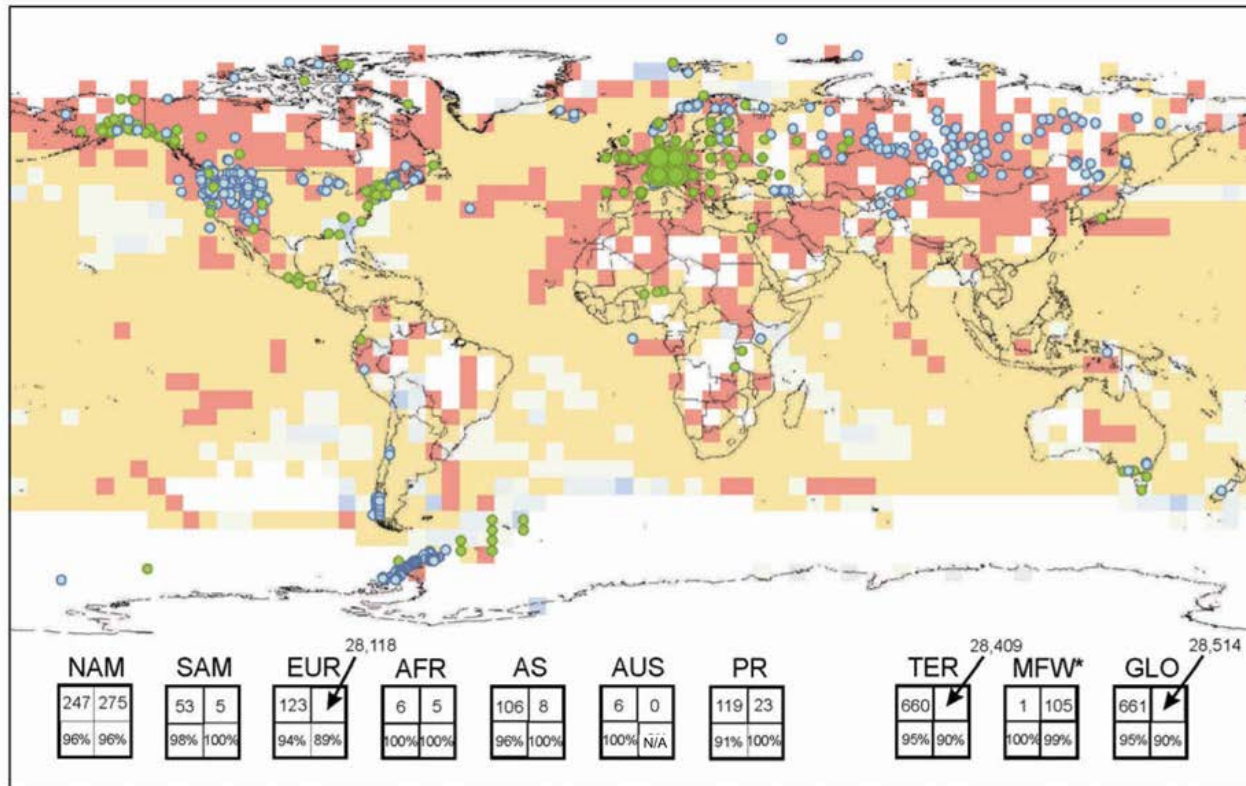 28,118 28,409 28,514
NAM SAM EUR AFR AS AUS PR TER MFW* GLO
247 275 53 5 123 6 5 106 8 6 0 119 23 660 1 105 661
96% 96% 98% 100% 94% 89% 100% 100% 96% 100% 100% N/A 91% 100% 95% 90% 100% 99% 95% 90%